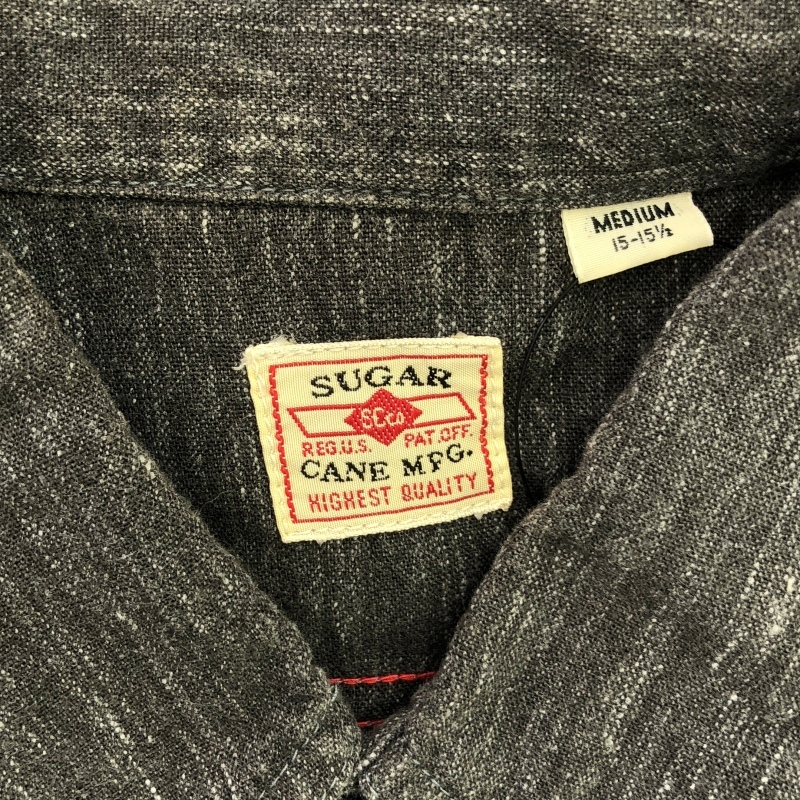 MEDIUM
15-15½
SUGAR
SCco.
REG.U.S. PAT.OFF.
CANE MFG.
HIGHEST QUALITY